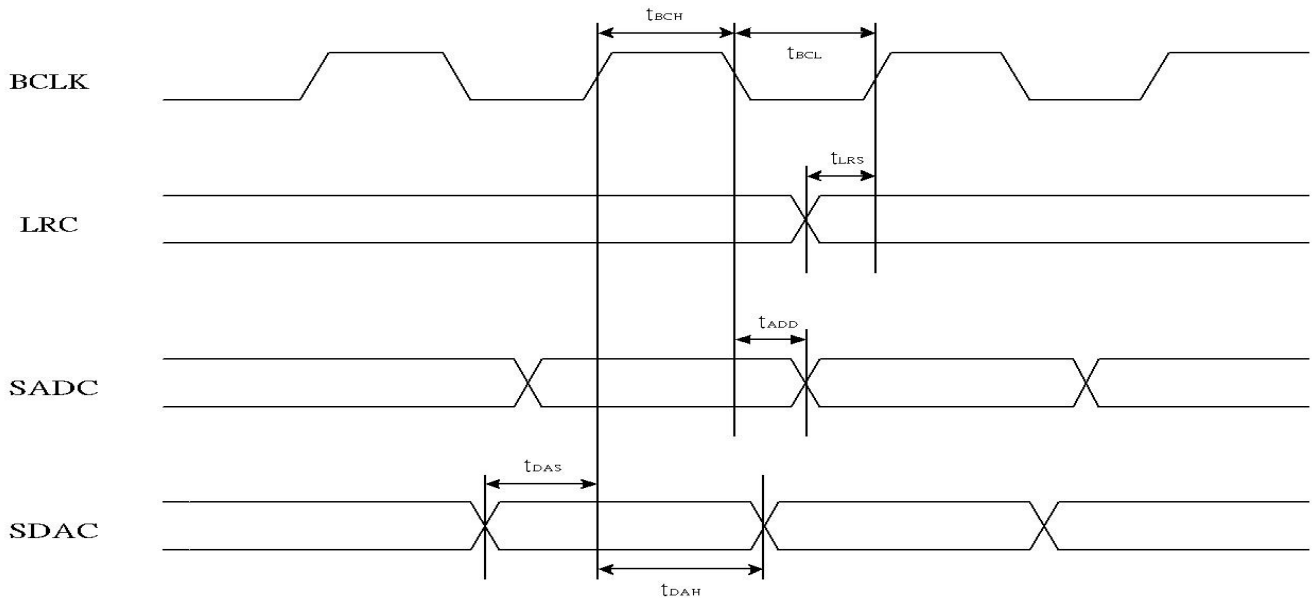 tBCH
tBCL
BCLK
tLRS
LRC
tADD
SADC
tDAS
SDAC
tDAH